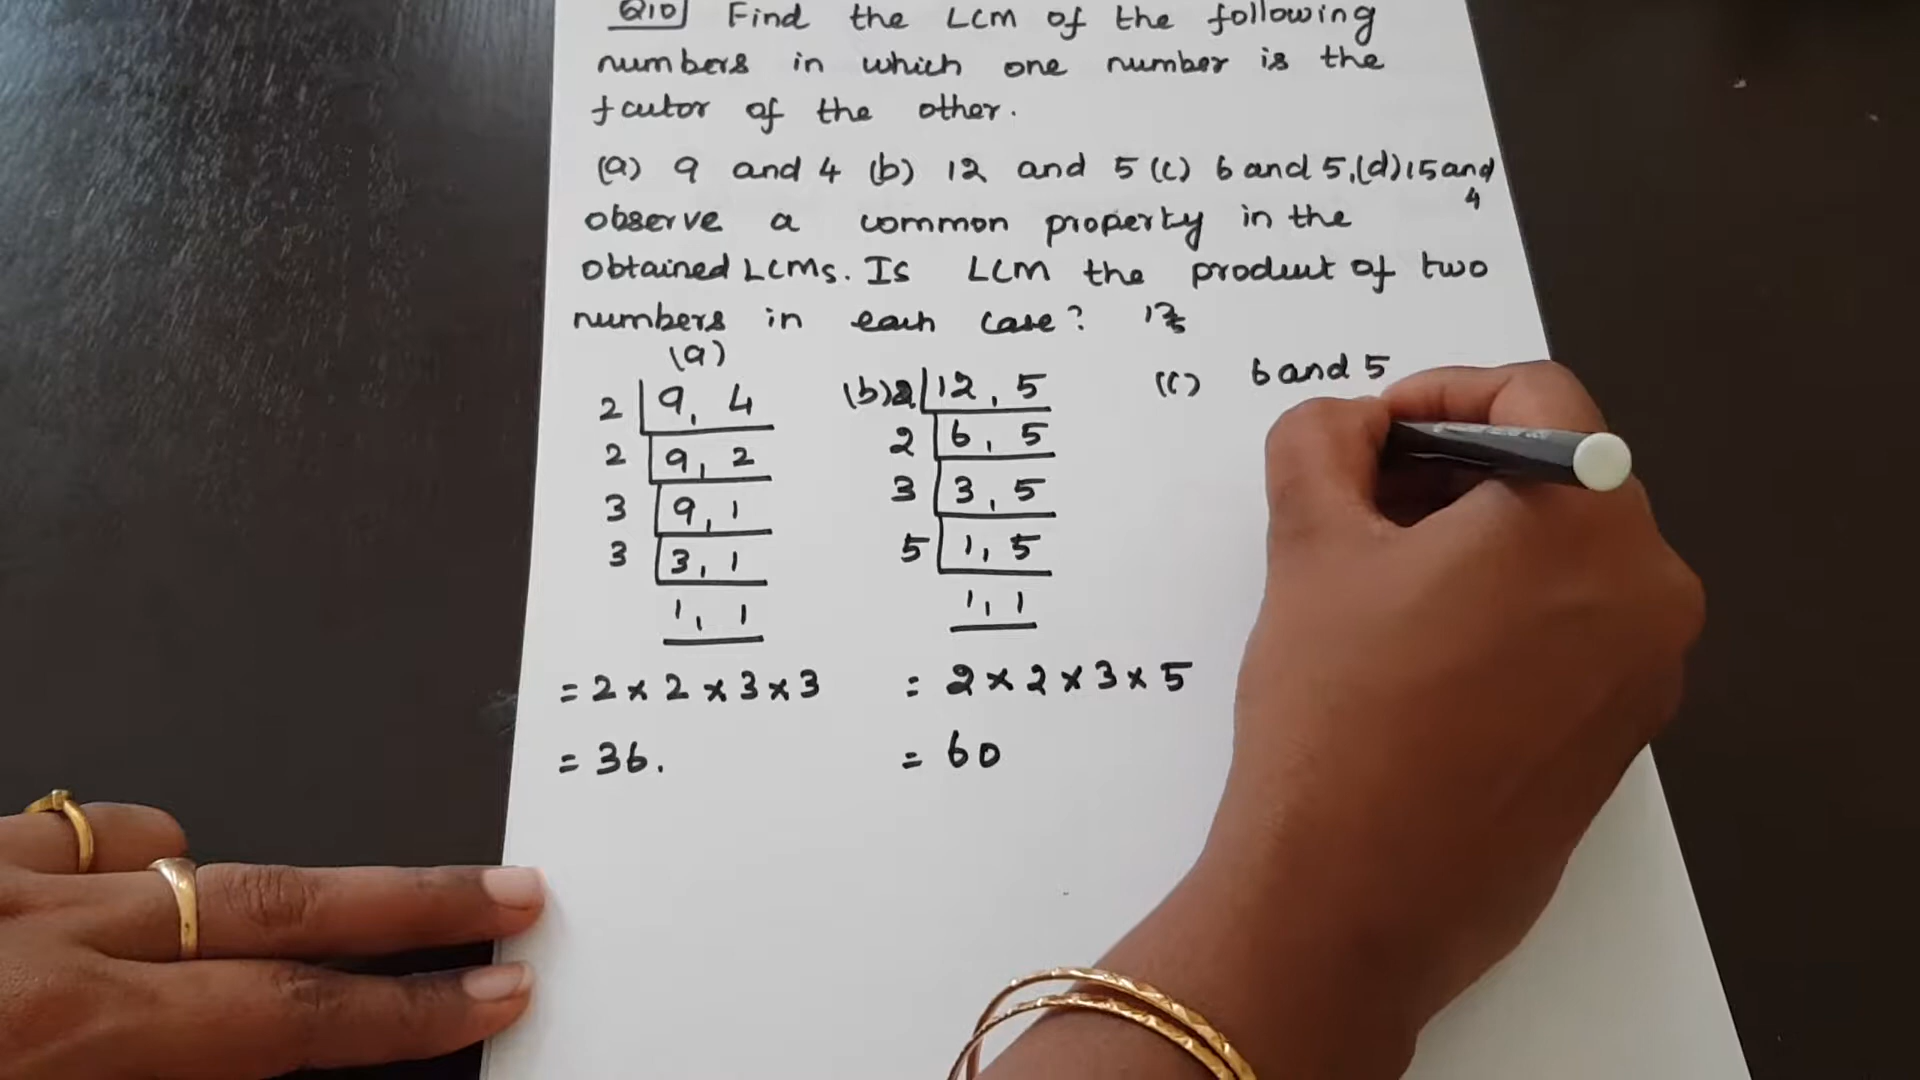 Q10] Find the LCM of the following
numbers in which one number is the
factor of the other.
(a) 9 and 4 (b) 12 and 5 (c) 6 and 5, (d) 15 and
4
observe a common property in the
obtained LCMs. Is LCM the product of two
numbers in each case?
(a)
2 | 9, 4
2 | 9, 2
3 | 9, 1
3 | 3, 1
1, 1
= 2 x 2 x 3 x 3
= 36.
(b) 2 | 12, 5
2 | 6, 5
3 | 3, 5
5 | 1, 5
1, 1
= 2 x 2 x 3 x 5
= 60
(c) 6 and 5